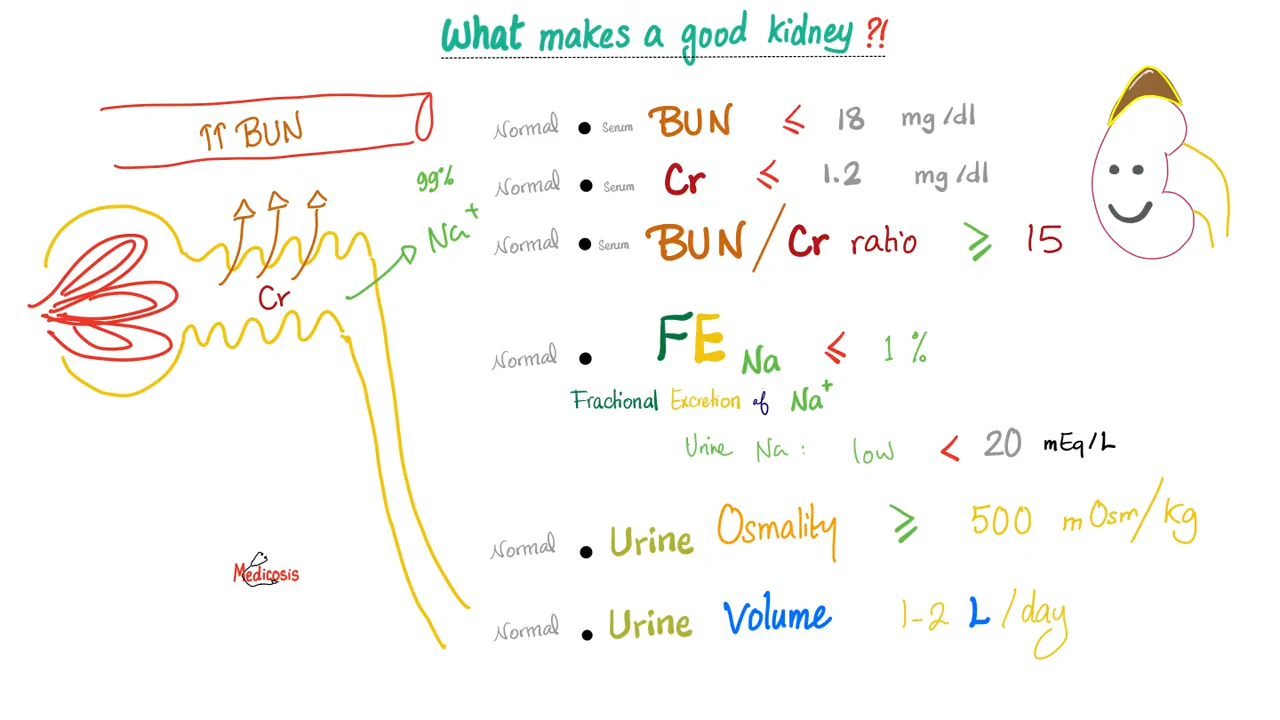 What makes a good kidney ?!
↑↑ BUN
99%
Na+
Cr
Medicosis
Normal • Serum BUN ≤ 18 mg/dl
Normal • Serum Cr ≤ 1.2 mg/dl
Normal • Serum BUN/Cr ratio ≥ 15
Normal • FE Na ≤ 1 %
Fractional Excretion of Na+
Urine Na: low < 20 mEq/L
Normal • Urine Osmality ≥ 500 mOsm/kg
Normal • Urine Volume 1-2 L/day